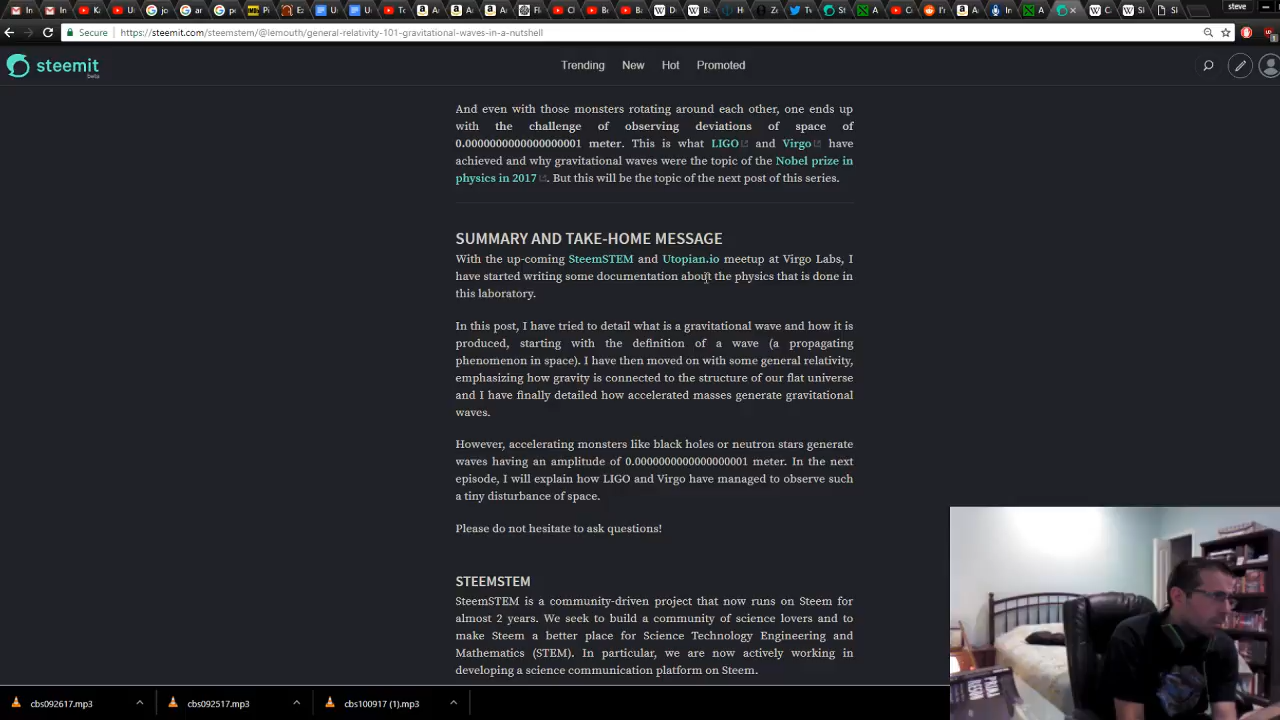 steve
Secure
https://steemit.com/steemstem/@lemouth/general-relativity-101-gravitational-waves-in-a-nutshell
steemit
beta
Trending New Hot Promoted
And even with those monsters rotating around each other, one ends up
with the challenge of observing deviations of space of
0.0000000000000000001 meter. This is what LIGO and Virgo have
achieved and why gravitational waves were the topic of the Nobel prize in
physics in 2017. But this will be the topic of the next post of this series.
SUMMARY AND TAKE-HOME MESSAGE
With the up-coming SteemSTEM and Utopian.io meetup at Virgo Labs, I
have started writing some documentation about the physics that is done in
this laboratory.
In this post, I have tried to detail what is a gravitational wave and how it is
produced, starting with the definition of a wave (a propagating
phenomenon in space). I have then moved on with some general relativity,
emphasizing how gravity is connected to the structure of our flat universe
and I have finally detailed how accelerated masses generate gravitational
waves.
However, accelerating monsters like black holes or neutron stars generate
waves having an amplitude of 0.0000000000000000001 meter. In the next
episode, I will explain how LIGO and Virgo have managed to observe such
a tiny disturbance of space.
Please do not hesitate to ask questions!
STEEMSTEM
SteemSTEM is a community-driven project that now runs on Steem for
almost 2 years. We seek to build a community of science lovers and to
make Steem a better place for Science Technology Engineering and
Mathematics (STEM). In particular, we are now actively working in
developing a science communication platform on Steem.
cbs092617.mp3 cbs092517.mp3 cbs100917 (1).mp3